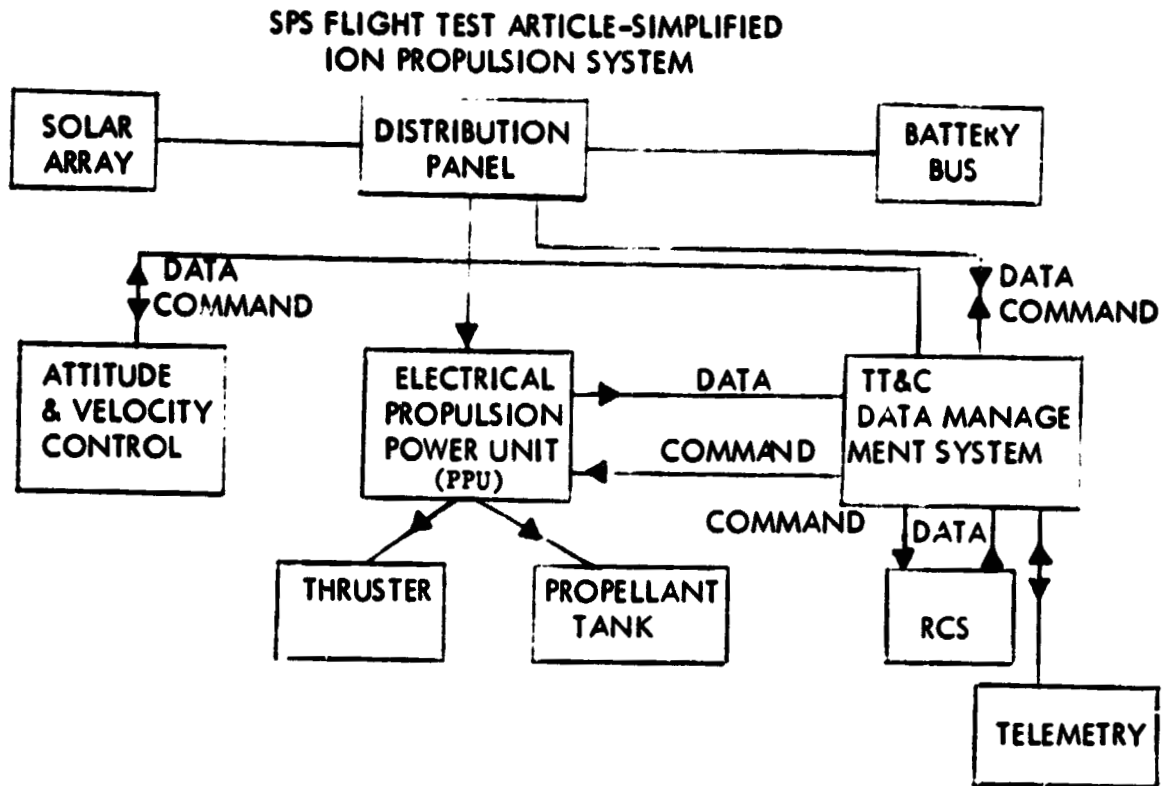 SPS FLIGHT TEST ARTICLE-SIMPLIFIED
ION PROPULSION SYSTEM
SOLAR
ARRAY
DISTRIBUTION
PANEL
BATTERY
BUS
DATA
COMMAND
DATA
COMMAND
ATTITUDE
& VELOCITY
CONTROL
ELECTRICAL
PROPULSION
POWER UNIT
(PPU)
DATA
COMMAND
TT&C
DATA MANAGE
MENT SYSTEM
COMMAND
DATA
THRUSTER
PROPELLANT
TANK
RCS
TELEMETRY